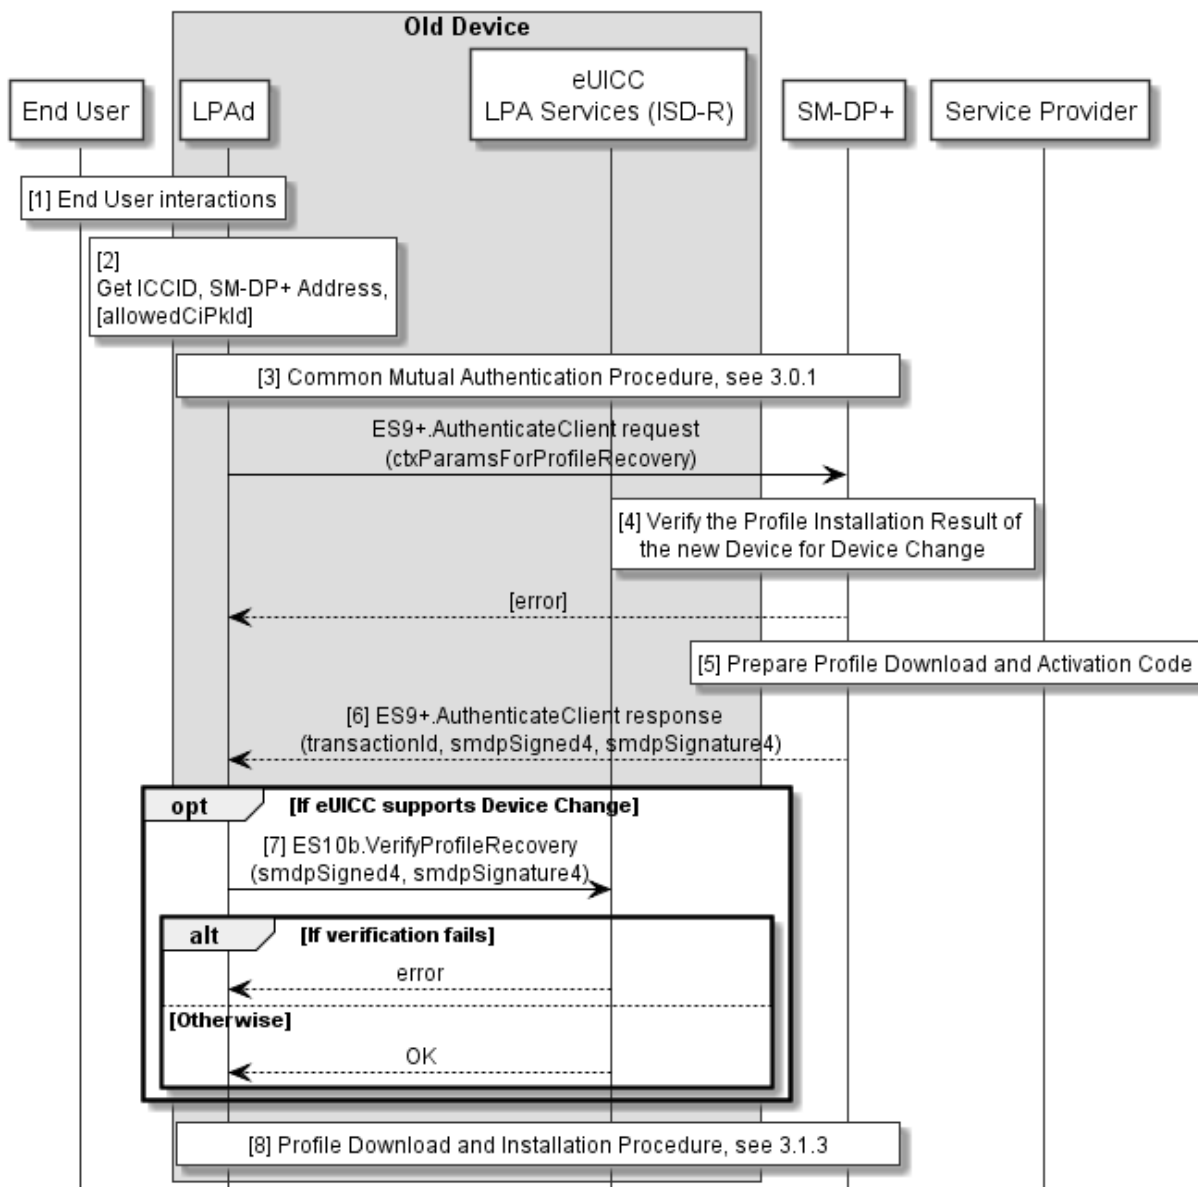 Old Device
End User
LPAd
eUICC
LPA Services (ISD-R)
SM-DP+
Service Provider
[1] End User interactions
[2]
Get ICCID, SM-DP+ Address,
[allowedCiPkId]
[3] Common Mutual Authentication Procedure, see 3.0.1
ES9+.AuthenticateClient request
(ctxParamsForProfileRecovery)
[4] Verify the Profile Installation Result of
the new Device for Device Change
[error]
[5] Prepare Profile Download and Activation Code
[6] ES9+.AuthenticateClient response
(transactionId, smdpSigned4, smdpSignature4)
opt
[If eUICC supports Device Change]
[7] ES10b.VerifyProfileRecovery
(smdpSigned4, smdpSignature4)
alt
[If verification fails]
error
[Otherwise]
OK
[8] Profile Download and Installation Procedure, see 3.1.3